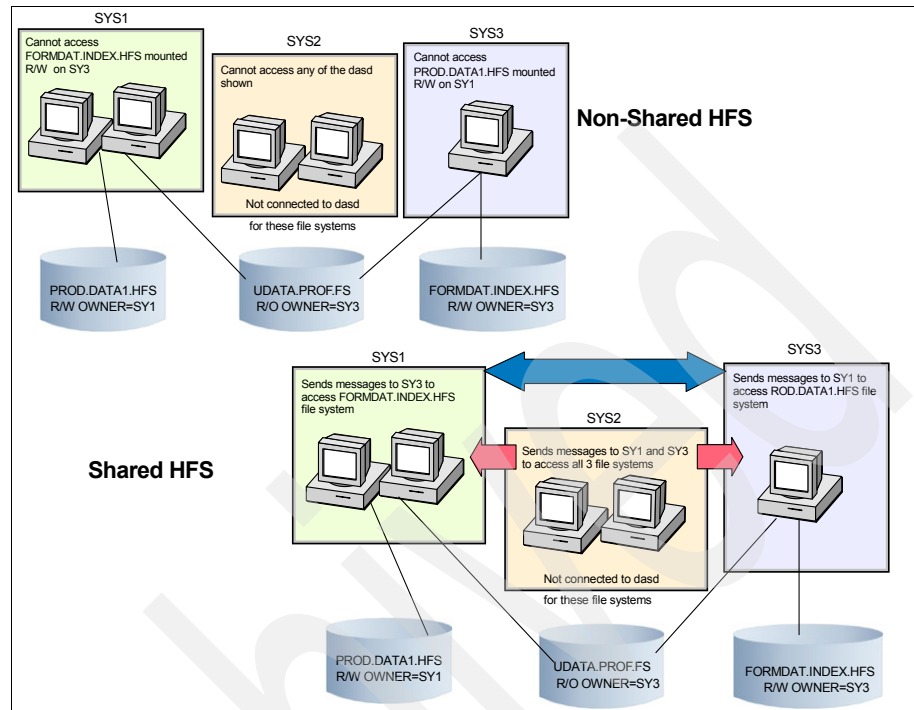 SYS1
Cannot access
FORMDAT.INDEX.HFS mounted
R/W on SY3
SYS2
Cannot access any of the dasd
shown
Not connected to dasd
for these file systems
SYS3
Cannot access
PROD.DATA1.HFS mounted
R/W on SY1
Non-Shared HFS
PROD.DATA1.HFS
R/W OWNER=SY1
UDATA.PROF.FS
R/O OWNER=SY3
FORMDAT.INDEX.HFS
R/W OWNER=SY3
Shared HFS
SYS1
Sends messages to SY3 to
access FORMDAT.INDEX.HFS
file system
SYS2
Sends messages to SY1 and SY3
to access all 3 file systems
Not connected to dasd
for these file systems
SYS3
Sends messages to SY1 to
access ROD.DATA1.HFS file
system
PROD.DATA1.HFS
R/W OWNER=SY1
UDATA.PROF.FS
R/O OWNER=SY3
FORMDAT.INDEX.HFS
R/W OWNER=SY3